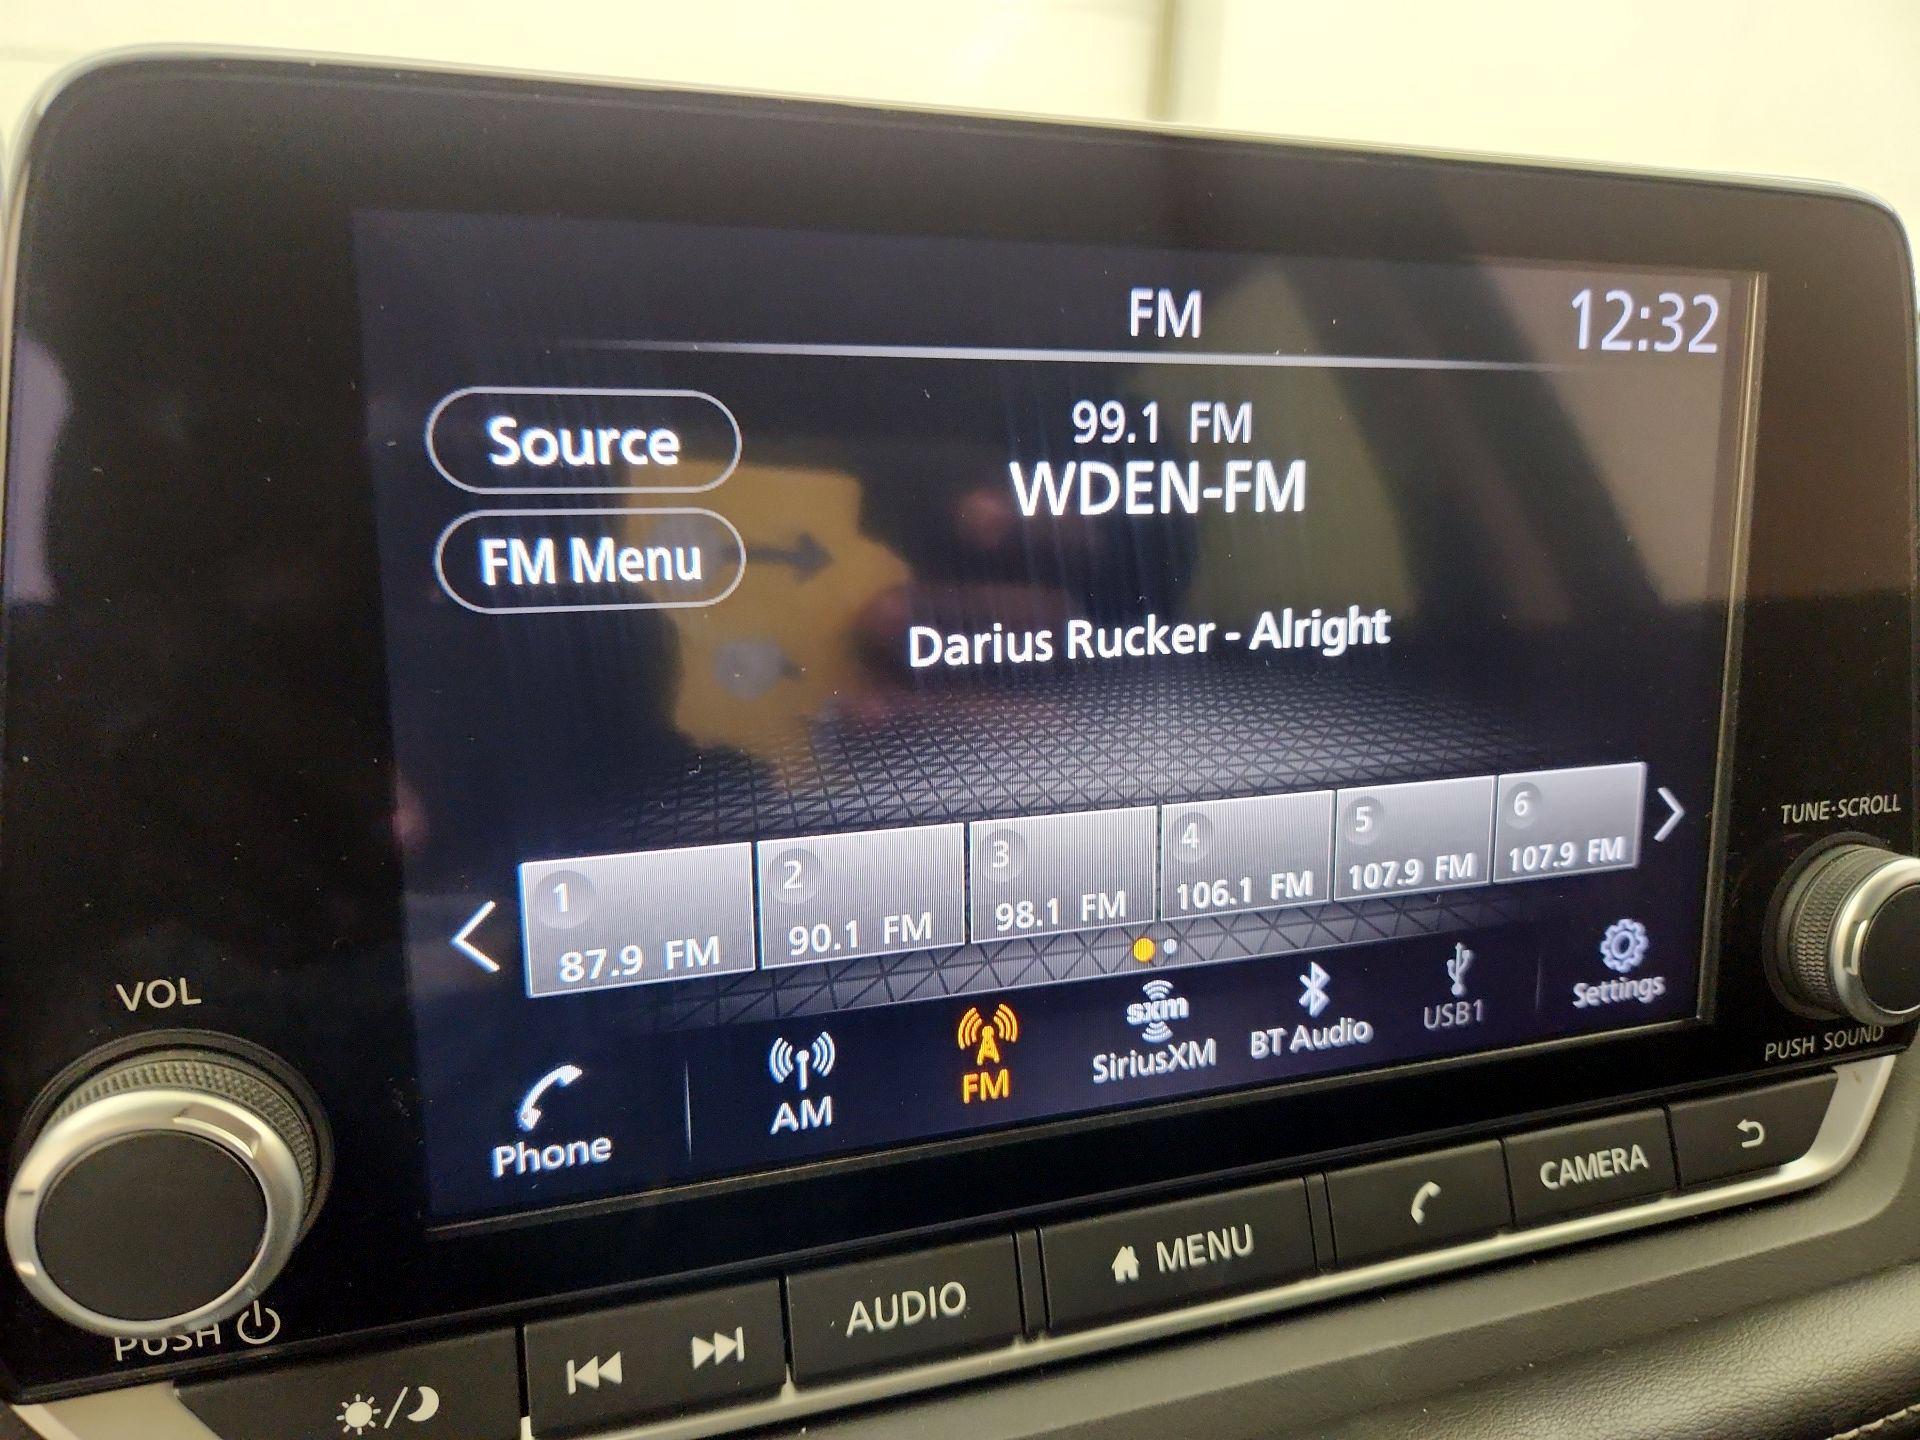 FM
12:32
Source
99.1 FM
WDEN-FM
FM Menu
Darius Rucker - Alright
TUNE·SCROLL
1
87.9 FM
2
90.1 FM
3
98.1 FM
4
106.1 FM
5
107.9 FM
6
107.9 FM
VOL
Phone
AM
FM
sxm
SiriusXM
BT Audio
USB1
Settings
PUSH SOUND
PUSH
AUDIO
MENU
CAMERA